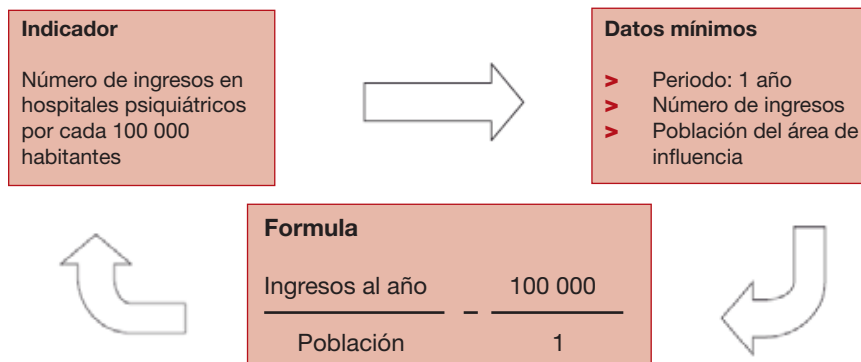 Indicador
Número de ingresos en
hospitales psiquiátricos
por cada 100 000
habitantes
Datos mínimos
> Periodo: 1 año
> Número de ingresos
> Población del área de
influencia
Formula
Ingresos al año – 100 000
Población 1